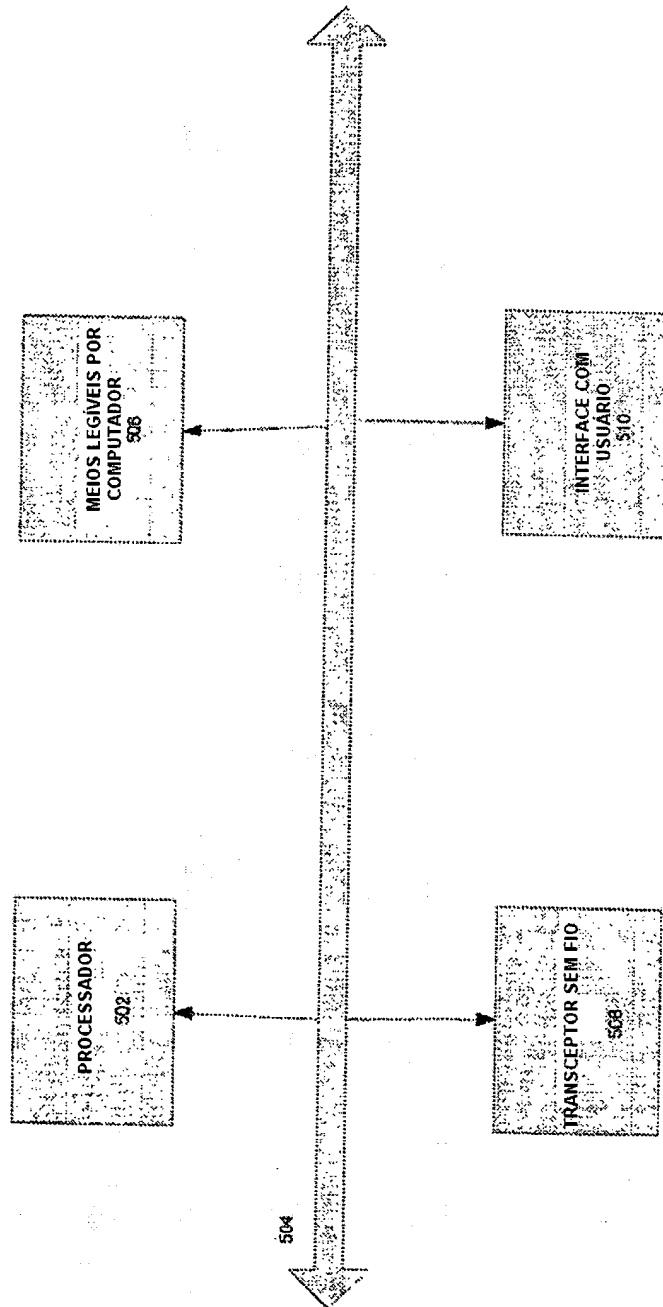 PROCESSADOR
502
MEIOS LEGÍVEIS POR
COMPUTADOR
506
504
TRANSCEPTOR SEM FIO
508
INTERFACE COM
USUÁRIO
510